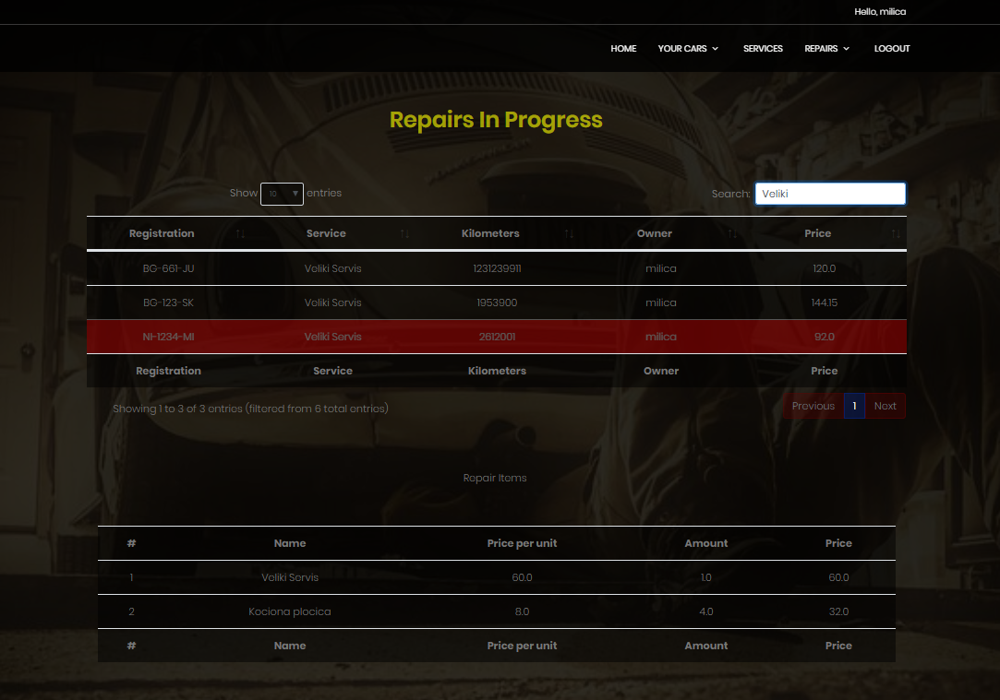 Hello, milica
HOME YOUR CARS SERVICES REPAIRS LOGOUT
Repairs In Progress
Show 10 entries Search: Veliki
Registration Service Kilometers Owner Price
BG-661-JU Veliki Servis 1231239911 milica 120.0
BG-123-SK Veliki Servis 1953900 milica 144.15
NI-1234-MI Veliki Servis 2612001 milica 92.0
Registration Service Kilometers Owner Price
Showing 1 to 3 of 3 entries (filtered from 6 total entries) Previous 1 Next
Repair Items
# Name Price per unit Amount Price
1 Veliki Servis 60.0 1.0 60.0
2 Kociona plocica 8.0 4.0 32.0
# Name Price per unit Amount Price